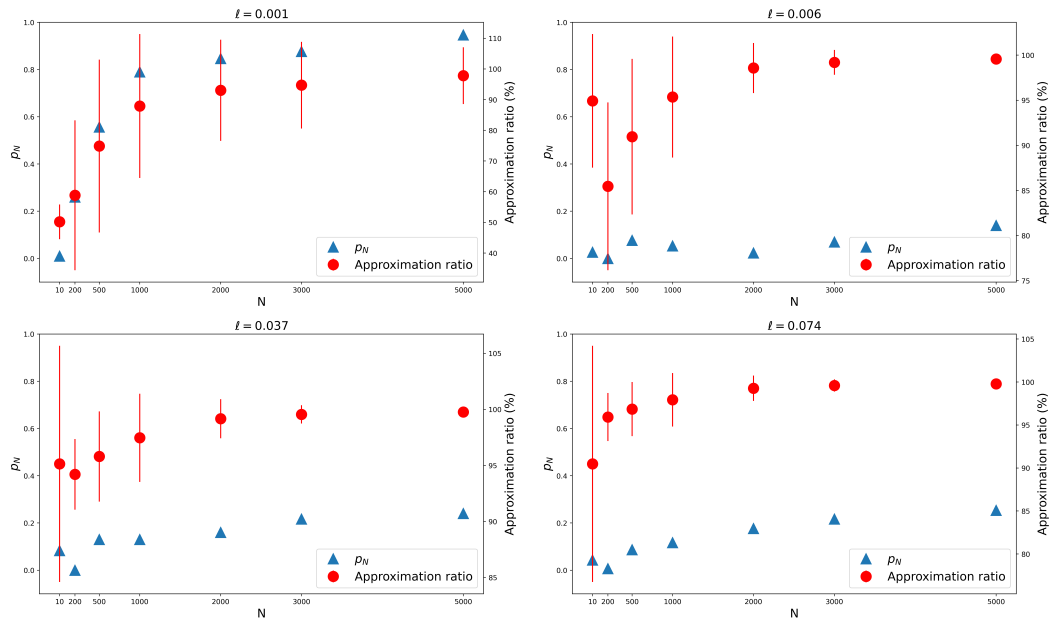 ℓ = 0.001
1.0
0.8
0.6
0.4
0.2
0.0
p_N
110
100
90
80
70
60
50
40
Approximation ratio (%)
p_N
Approximation ratio
10 200 500 1000 2000 3000 5000
N
ℓ = 0.006
1.0
0.8
0.6
0.4
0.2
0.0
p_N
100
95
90
85
80
75
Approximation ratio (%)
p_N
Approximation ratio
10 200 500 1000 2000 3000 5000
N
ℓ = 0.037
1.0
0.8
0.6
0.4
0.2
0.0
p_N
105
100
95
90
85
Approximation ratio (%)
p_N
Approximation ratio
10 200 500 1000 2000 3000 5000
N
ℓ = 0.074
1.0
0.8
0.6
0.4
0.2
0.0
p_N
105
100
95
90
85
80
Approximation ratio (%)
p_N
Approximation ratio
10 200 500 1000 2000 3000 5000
N